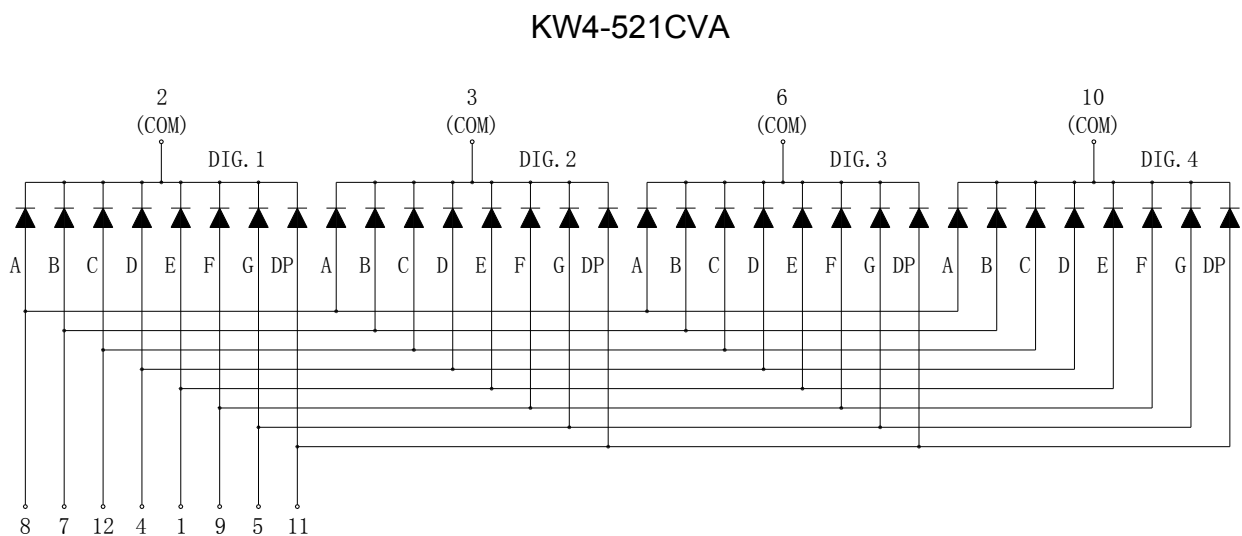 KW4-521CVA
2 3 6 10
(COM) (COM) (COM) (COM)
DIG.1 DIG.2 DIG.3 DIG.4
A B C D E F G DP A B C D E F G DP A B C D E F G DP A B C D E F G DP
8 7 12 4 1 9 5 11